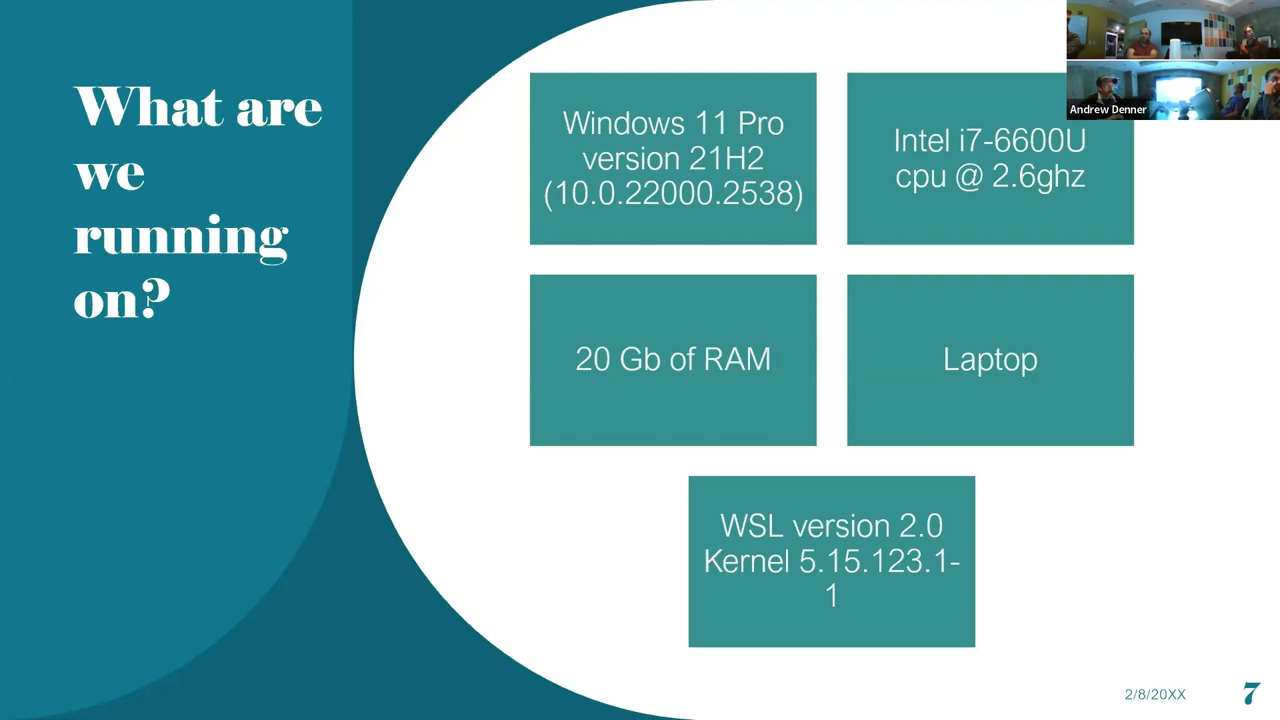 What are
we
running
on?
Windows 11 Pro
version 21H2
(10.0.22000.2538)
Intel i7-6600U
cpu @ 2.6ghz
20 Gb of RAM
Laptop
WSL version 2.0
Kernel 5.15.123.1-
1
Andrew Denner
2/8/20XX
7